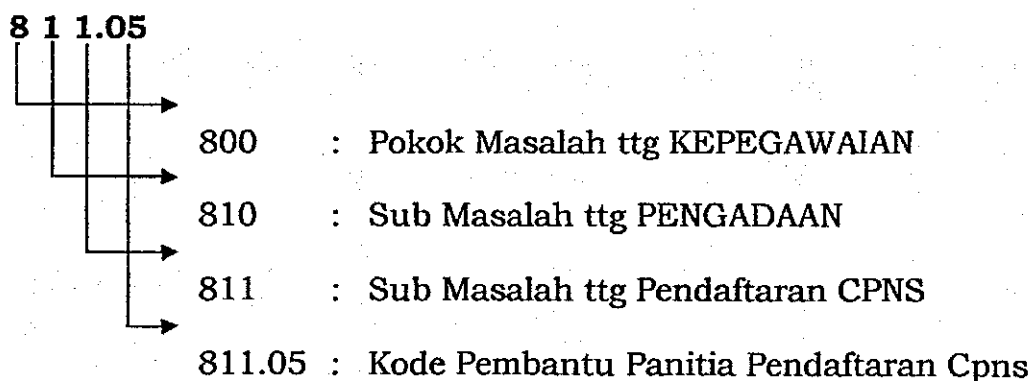 8 1 1.05
800 : Pokok Masalah ttg KEPEGAWAIAN
810 : Sub Masalah ttg PENGADAAN
811 : Sub Masalah ttg Pendaftaran CPNS
811.05 : Kode Pembantu Panitia Pendaftaran Cpns